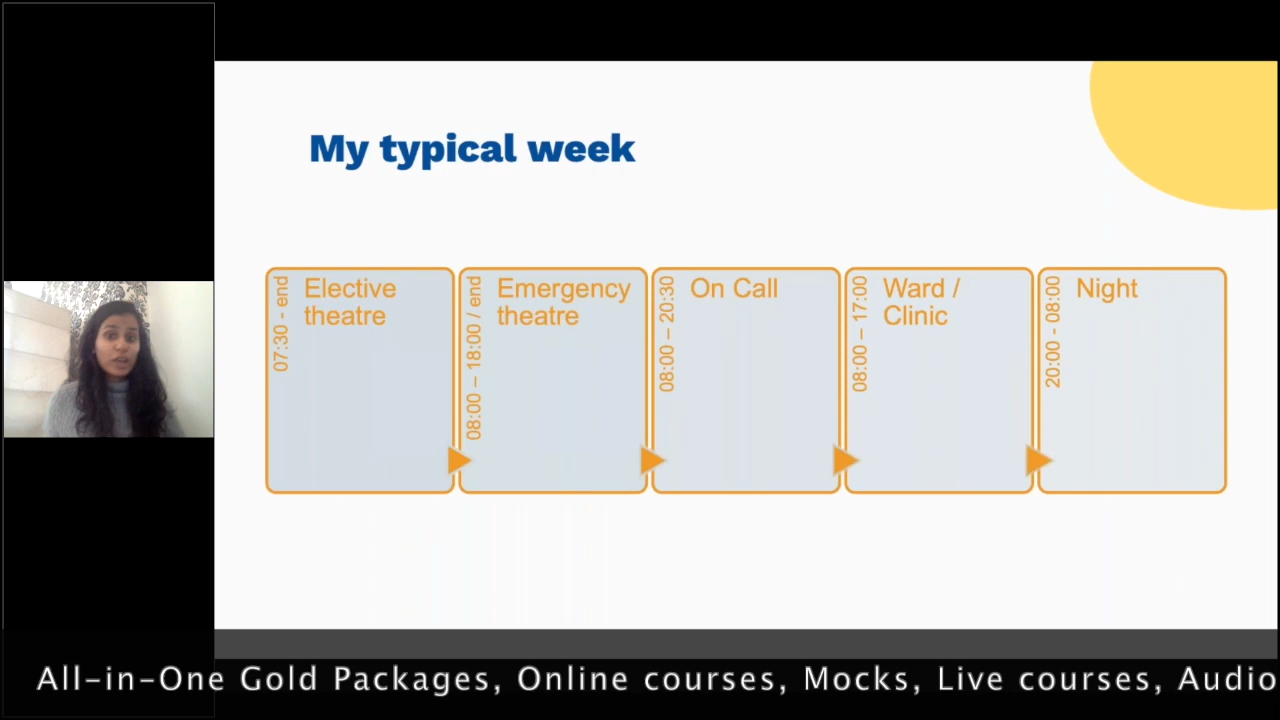 My typical week
07:30 - end
Elective
theatre
08:00 – 18:00 / end
Emergency
theatre
08:00 – 20:30
On Call
08:00 – 17:00
Ward /
Clinic
20:00 - 08:00
Night
All-in-One Gold Packages, Online courses, Mocks, Live courses, Audio